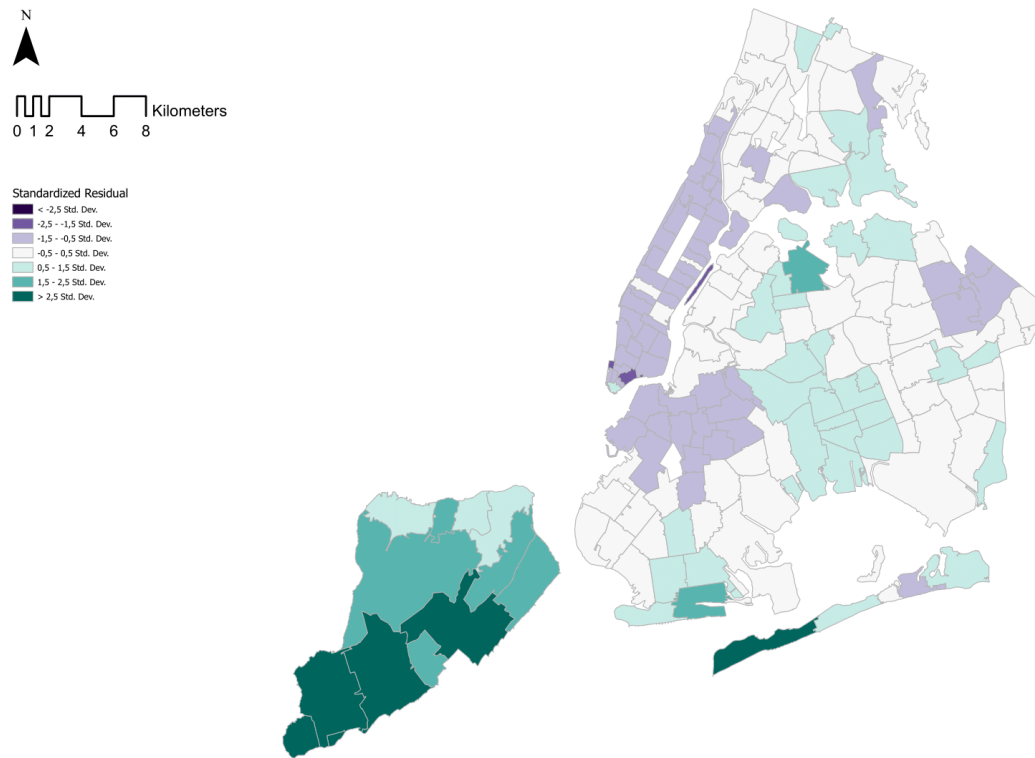 N
Kilometers
0 1 2 4 6 8
Standardized Residual
< -2,5 Std. Dev.
-2,5 - -1,5 Std. Dev.
-1,5 - -0,5 Std. Dev.
-0,5 - 0,5 Std. Dev.
0,5 - 1,5 Std. Dev.
1,5 - 2,5 Std. Dev.
> 2,5 Std. Dev.